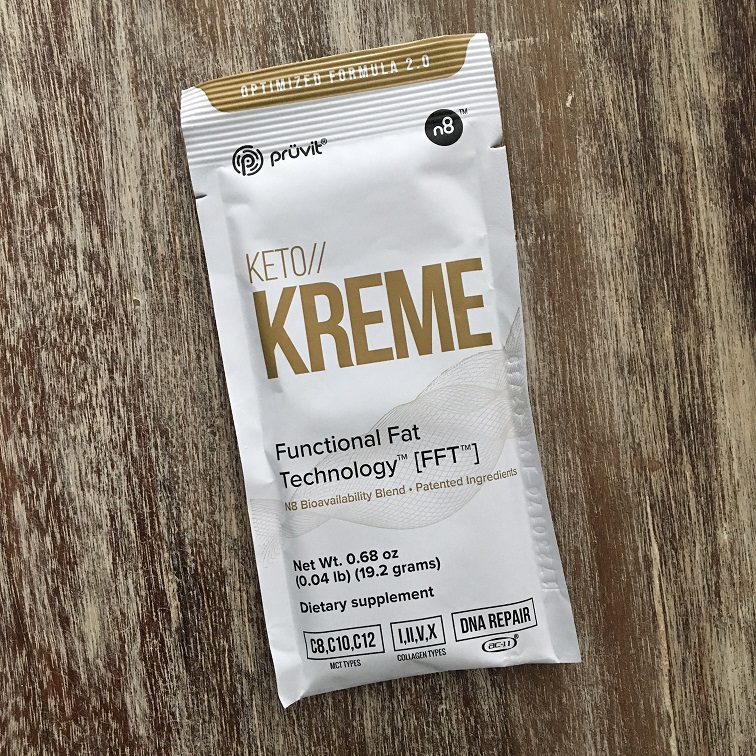 OPTIMIZED FORMULA 2.0
prüvit®
n8™
KETO//
KREME
Functional Fat
Technology™ [FFT™]
N8 Bioavailability Blend • Patented Ingredients
Net Wt. 0.68 oz
(0.04 lb) (19.2 grams)
Dietary supplement
C8,C10,C12
MCT TYPES
I,II,V,X
COLLAGEN TYPES
DNA REPAIR
ac-11®